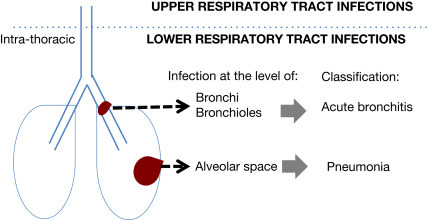 UPPER RESPIRATORY TRACT INFECTIONS
Intra-thoracic
LOWER RESPIRATORY TRACT INFECTIONS
Infection at the level of:
Classification:
Bronchi
Bronchioles
Acute bronchitis
Alveolar space
Pneumonia